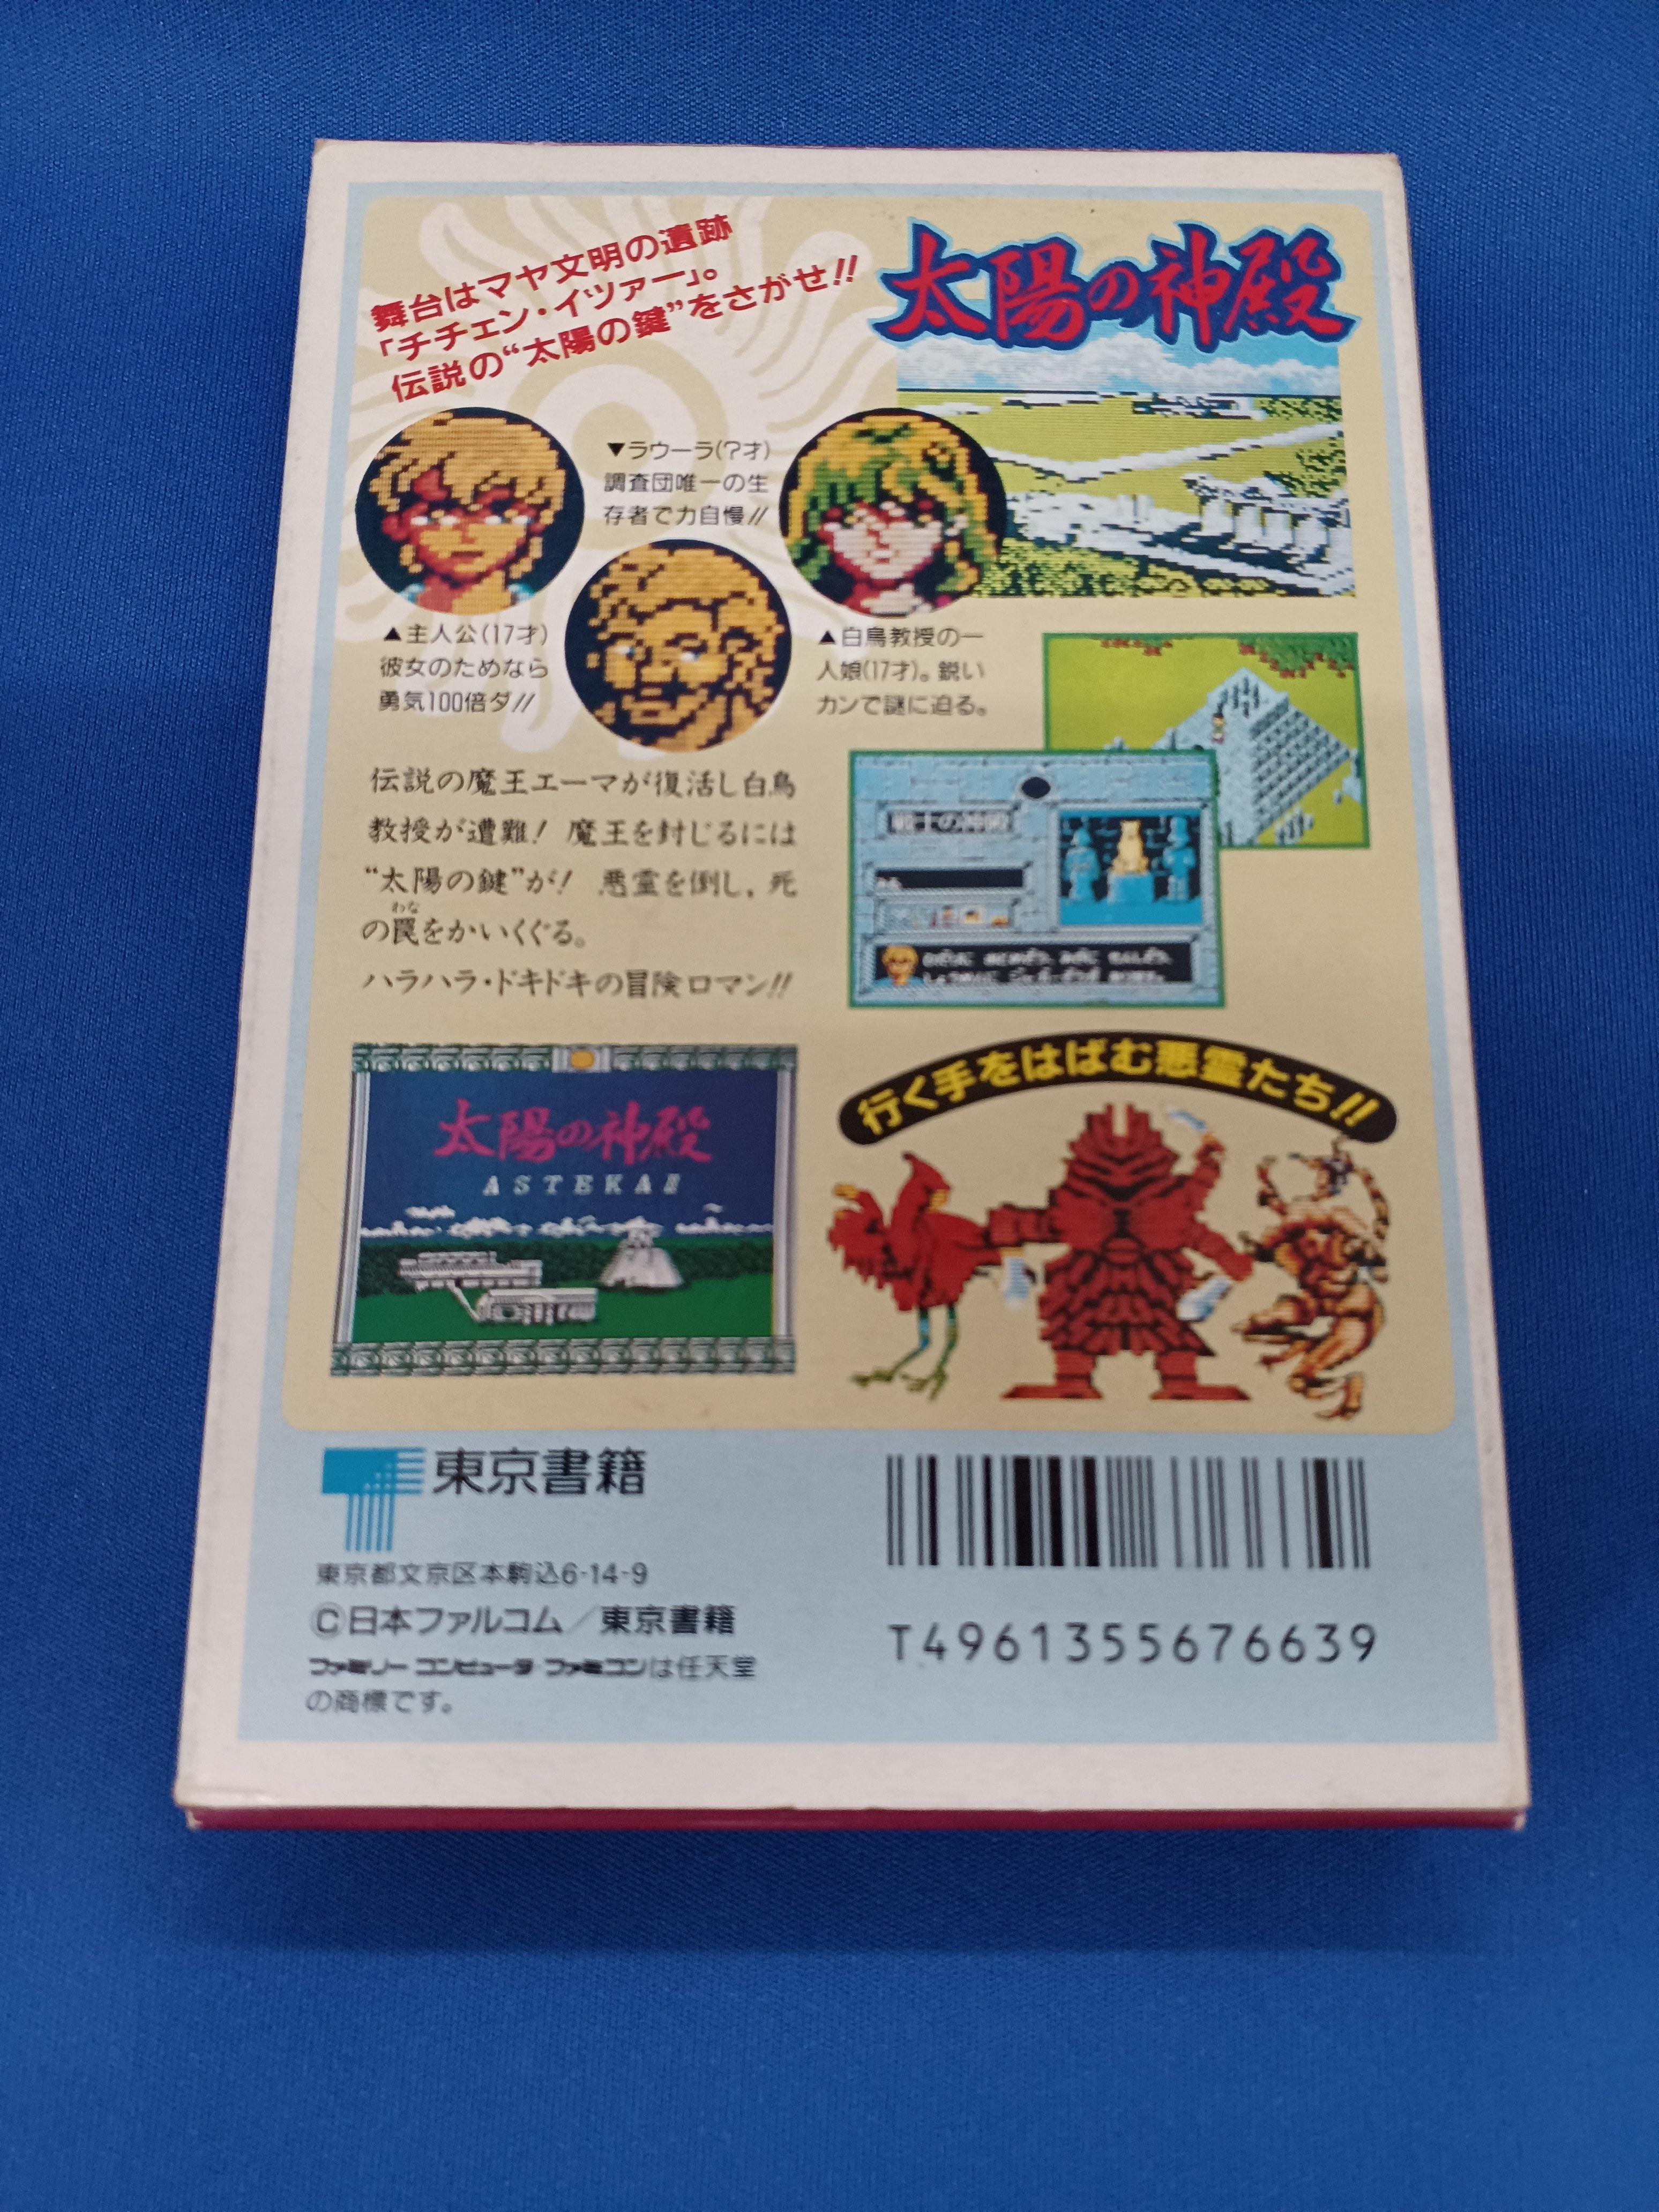 舞台はマヤ文明の遺跡
「チチェン・イツァー」。
伝説の“太陽の鍵”をさがせ!!
太陽の神殿
▼ラウーラ(?才)
調査団唯一の生
存者で力自慢!!
▲主人公(17才)
彼女のためなら
勇気100倍ダ!!
▲白鳥教授の一
人娘(17才)。鋭い
カンで謎に迫る。
伝説の魔王エーマが復活し白鳥
教授が遭難! 魔王を封じるには
“太陽の鍵”が! 悪霊を倒し, 死
わな
の罠をかいくぐる。
ハラハラ・ドキドキの冒険ロマン!!
戦士の神殿
太陽の神殿
ASTEKA II
行く手をはばむ悪霊たち!!
東京書籍
東京都文京区本駒込6-14-9
©日本ファルコム/東京書籍
ファミリーコンピュータ ファミコンは任天堂
の商標です。
T4961355676639